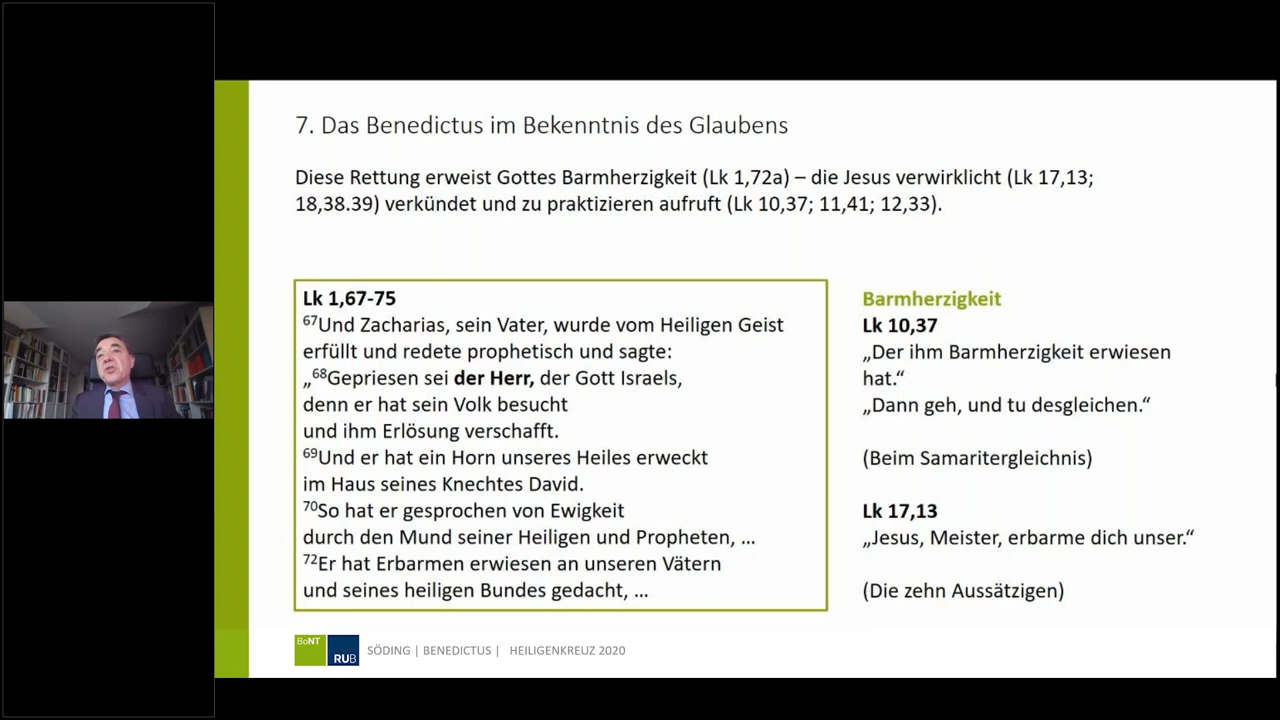 7. Das Benedictus im Bekenntnis des Glaubens
Diese Rettung erweist Gottes Barmherzigkeit (Lk 1,72a) – die Jesus verwirklicht (Lk 17,13;
18,38.39) verkündet und zu praktizieren aufruft (Lk 10,37; 11,41; 12,33).
Lk 1,67-75
⁶⁷Und Zacharias, sein Vater, wurde vom Heiligen Geist
erfüllt und redete prophetisch und sagte:
„⁶⁸Gepriesen sei der Herr, der Gott Israels,
denn er hat sein Volk besucht
und ihm Erlösung verschafft.
⁶⁹Und er hat ein Horn unseres Heiles erweckt
im Haus seines Knechtes David.
⁷⁰So hat er gesprochen von Ewigkeit
durch den Mund seiner Heiligen und Propheten, …
⁷²Er hat Erbarmen erwiesen an unseren Vätern
und seines heiligen Bundes gedacht, …
Barmherzigkeit
Lk 10,37
„Der ihm Barmherzigkeit erwiesen
hat.“
„Dann geh, und tu desgleichen.“
(Beim Samaritergleichnis)
Lk 17,13
„Jesus, Meister, erbarme dich unser.“
(Die zehn Aussätzigen)
BoNT
RUB
SÖDING | BENEDICTUS | HEILIGENKREUZ 2020